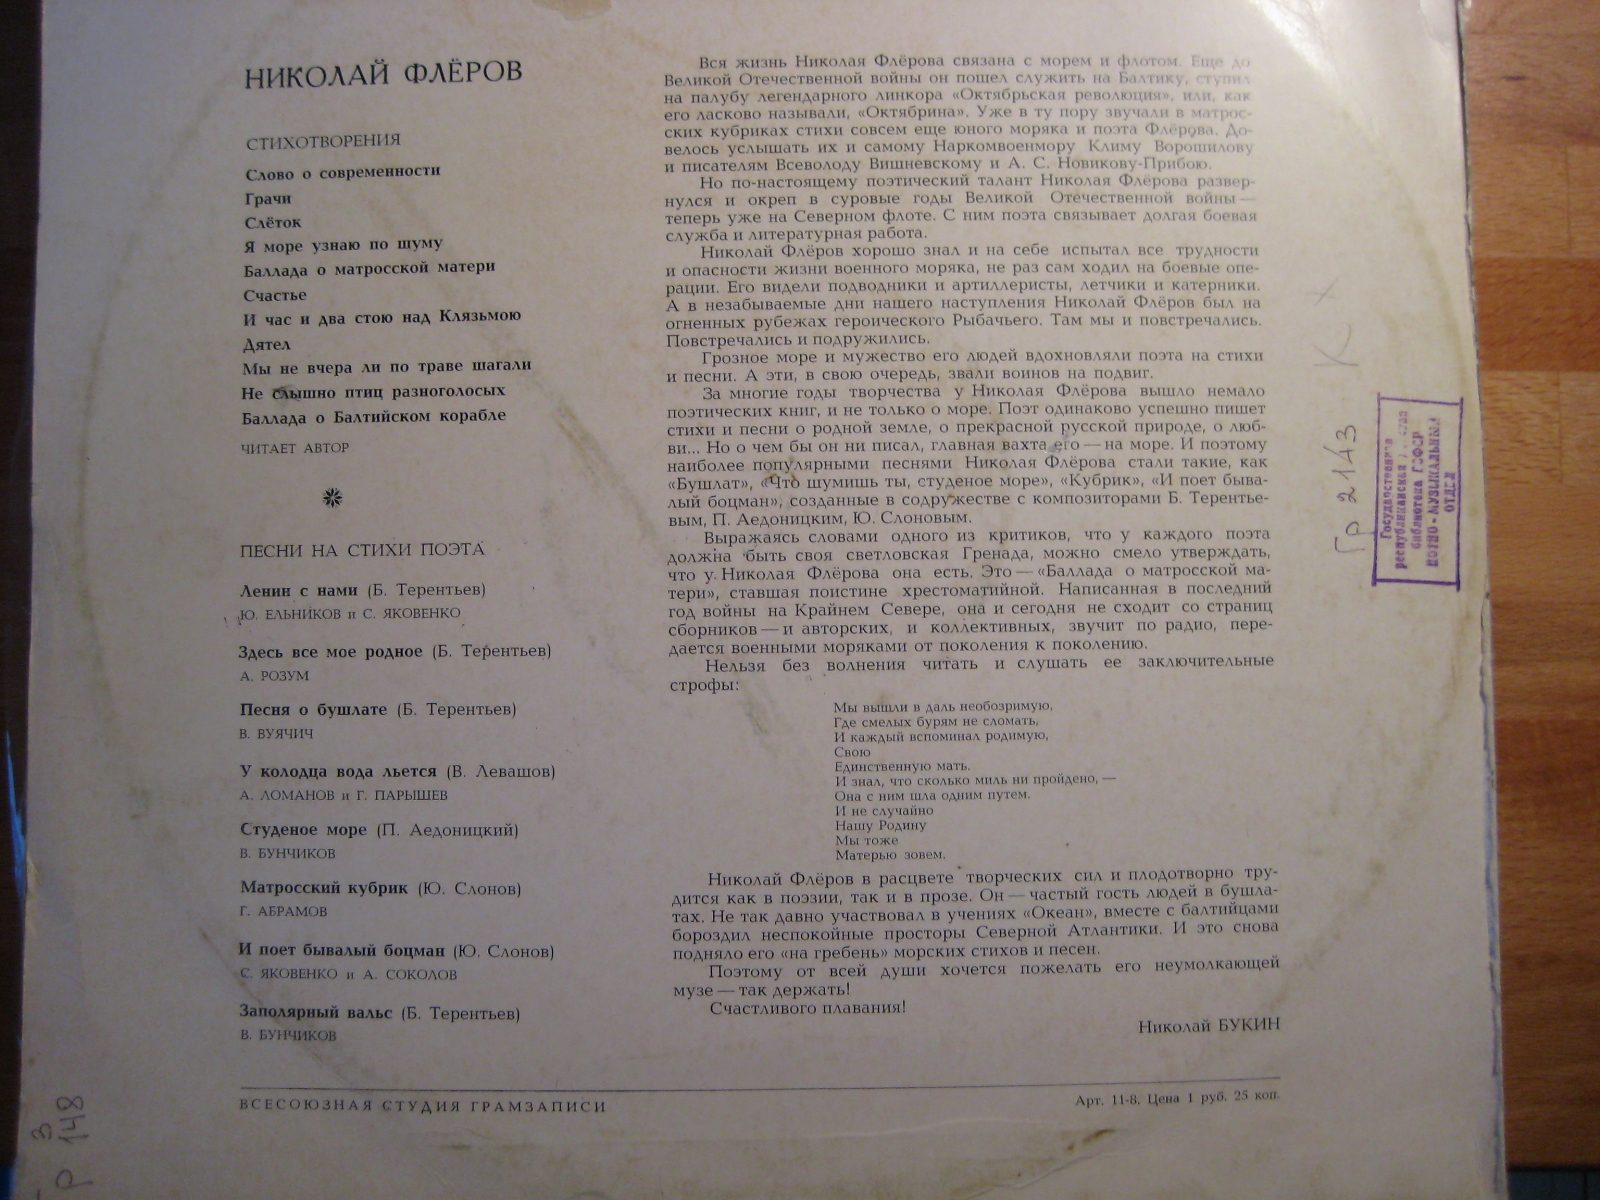 НИКОЛАЙ ФЛЁРОВ
СТИХОТВОРЕНИЯ
Слово о современности
Грачи
Слёток
Я море узнаю по шуму
Баллада о матросской матери
Счастье
И час и два стою над Клязьмою
Дятел
Мы не вчера ли по траве шагали
Не слышно птиц разноголосых
Баллада о Балтийском корабле
ЧИТАЕТ АВТОР
ПЕСНИ НА СТИХИ ПОЭТА
Ленин с нами (Б. Терентьев)
Ю. ЕЛЬНИКОВ и С. ЯКОВЕНКО
Здесь все мое родное (Б. Терентьев)
А. РОЗУМ
Песня о бушлате (Б. Терентьев)
В. ВУЯЧИЧ
У колодца вода льется (В. Левашов)
А. ЛОМАНОВ и Г. ПАРЫШЕВ
Студеное море (П. Аедоницкий)
В. БУНЧИКОВ
Матросский кубрик (Ю. Слонов)
Г. АБРАМОВ
И поет бывалый боцман (Ю. Слонов)
С. ЯКОВЕНКО и А. СОКОЛОВ
Заполярный вальс (Б. Терентьев)
В. БУНЧИКОВ
Вся жизнь Николая Флёрова связана с морем и флотом. Еще до
Великой Отечественной войны он пошел служить на Балтику, ступил
на палубу легендарного линкора «Октябрьская революция», или, как
его ласково называли, «Октябрина». Уже в ту пору звучали в матрос-
ских кубриках стихи совсем еще юного моряка и поэта Флёрова. До-
велось услышать их и самому Наркомвоенмору Климу Ворошилову
и писателям Всеволоду Вишневскому и А. С. Новикову-Прибою.
Но по-настоящему поэтический талант Николая Флёрова развер-
нулся и окреп в суровые годы Великой Отечественной войны —
теперь уже на Северном флоте. С ним поэта связывает долгая боевая
служба и литературная работа.
Николай Флёров хорошо знал и на себе испытал все трудности
и опасности жизни военного моряка, не раз сам ходил на боевые опе-
рации. Его видели подводники и артиллеристы, летчики и катерники.
А в незабываемые дни нашего наступления Николай Флёров был на
огненных рубежах героического Рыбачьего. Там мы и повстречались.
Повстречались и подружились.
Грозное море и мужество его людей вдохновляли поэта на стихи
и песни. А эти, в свою очередь, звали воинов на подвиг.
За многие годы творчества у Николая Флёрова вышло немало
поэтических книг, и не только о море. Поэт одинаково успешно пишет
стихи и песни о родной земле, о прекрасной русской природе, о люб-
ви... Но о чем бы он ни писал, главная вахта его — на море. И поэтому
наиболее популярными песнями Николая Флёрова стали такие, как
«Бушлат», «Что шумишь ты, студеное море», «Кубрик», «И поет быва-
лый боцман», созданные в содружестве с композиторами Б. Терентье-
вым, П. Аедоницким, Ю. Слоновым.
Выражаясь словами одного из критиков, что у каждого поэта
должна быть своя светловская Гренада, можно смело утверждать,
что у Николая Флёрова она есть. Это — «Баллада о матросской ма-
тери», ставшая поистине хрестоматийной. Написанная в последний
год войны на Крайнем Севере, она и сегодня не сходит со страниц
сборников — и авторских, и коллективных, звучит по радио, пере-
дается военными моряками от поколения к поколению.
Нельзя без волнения читать и слушать ее заключительные
строфы:
Мы вышли в даль необозримую,
Где смелых бурям не сломать,
И каждый вспоминал родимую,
Свою
Единственную мать.
И знал, что сколько миль ни пройдено, —
Она с ним шла одним путем.
И не случайно
Нашу Родину
Мы тоже
Матерью зовем.
Николай Флёров в расцвете творческих сил и плодотворно тру-
дится как в поэзии, так и в прозе. Он — частый гость людей в бушла-
тах. Не так давно участвовал в учениях «Океан», вместе с балтийцами
бороздил неспокойные просторы Северной Атлантики. И это снова
подняло его «на гребень» морских стихов и песен.
Поэтому от всей души хочется пожелать его неумолкающей
музе — так держать!
Счастливого плавания!
Николай БУКИН
ВСЕСОЮЗНАЯ СТУДИЯ ГРАМЗАПИСИ
Арт. 11-8. Цена 1 руб. 25 коп.
Гр 2143 К
Государственная
республиканская
библиотека РСФСР
НОТНО-МУЗЫКАЛЬНЫЙ
ОТДЕЛ
3
148